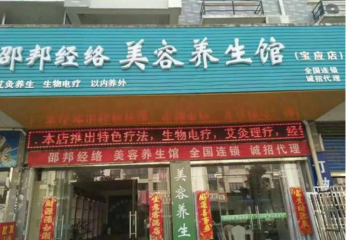 邵邦经络 美容养生馆（宝应店）
艾灸养生 生物电疗 以内养外
全国连锁
诚招代理
，本店推出特色疗法，生物电疗，艾灸理疗，经
邵邦经络 美容养生馆 全国连锁 诚招代理
美容养生